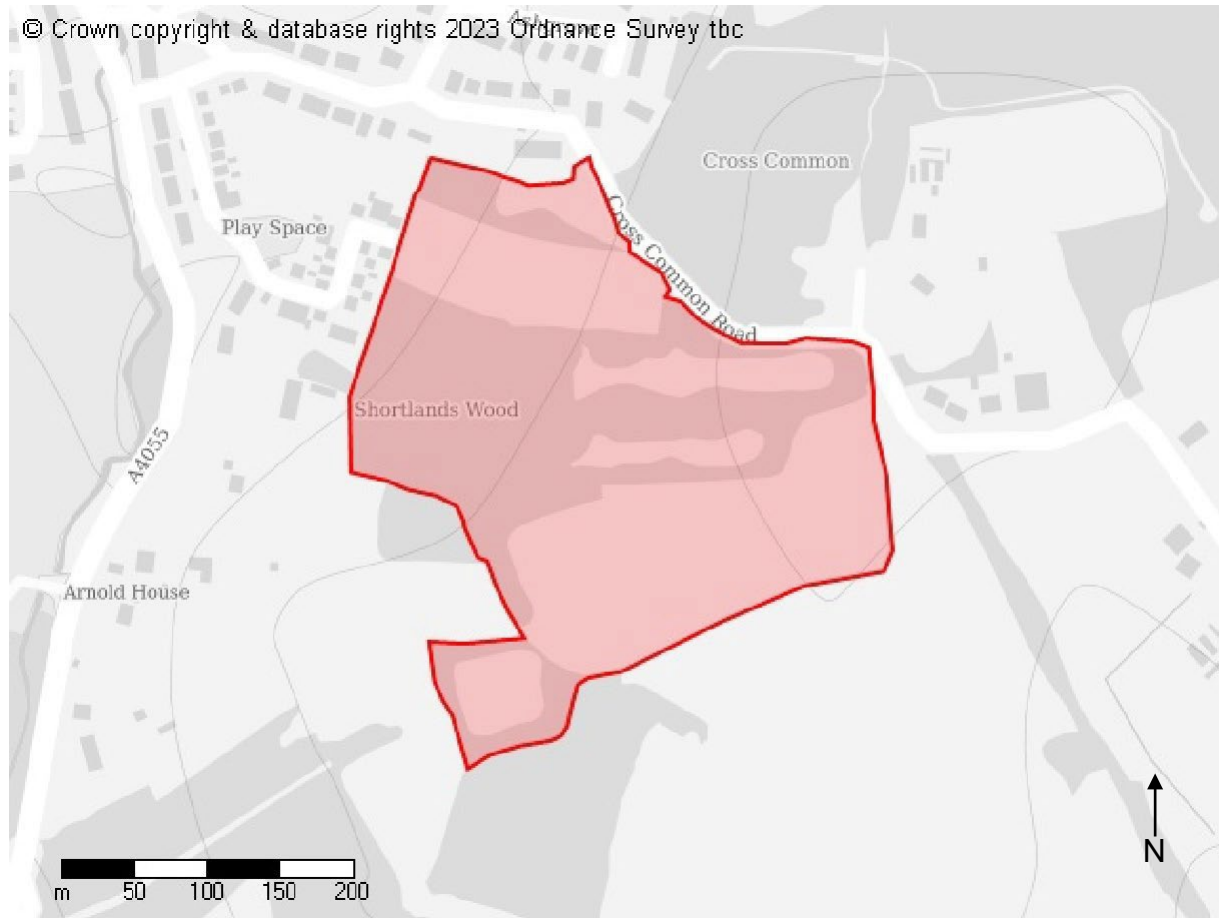 © Crown copyright & database rights 2023 Ordnance Survey tbc
Cross Common
Play Space
Cross Common Road
Shortlands Wood
A4055
Arnold House
N
m 50 100 150 200